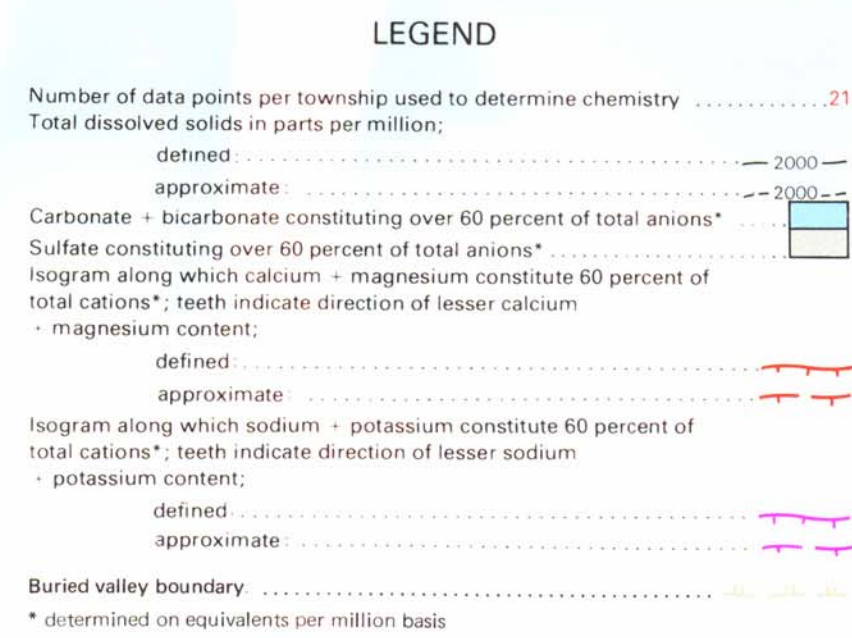 LEGEND
Number of data points per township used to determine chemistry .............21
Total dissolved solids in parts per million;
defined: ........................................ — 2000 —
approximate: .................................... -- 2000 --
Carbonate + bicarbonate constituting over 60 percent of total anions* .....
Sulfate constituting over 60 percent of total anions* ........................
Isogram along which calcium + magnesium constitute 60 percent of
total cations*; teeth indicate direction of lesser calcium
+ magnesium content;
defined: ........................................
approximate: ....................................
Isogram along which sodium + potassium constitute 60 percent of
total cations*; teeth indicate direction of lesser sodium
+ potassium content;
defined ........................................
approximate: ....................................
Buried valley boundary. ......................................
* determined on equivalents per million basis